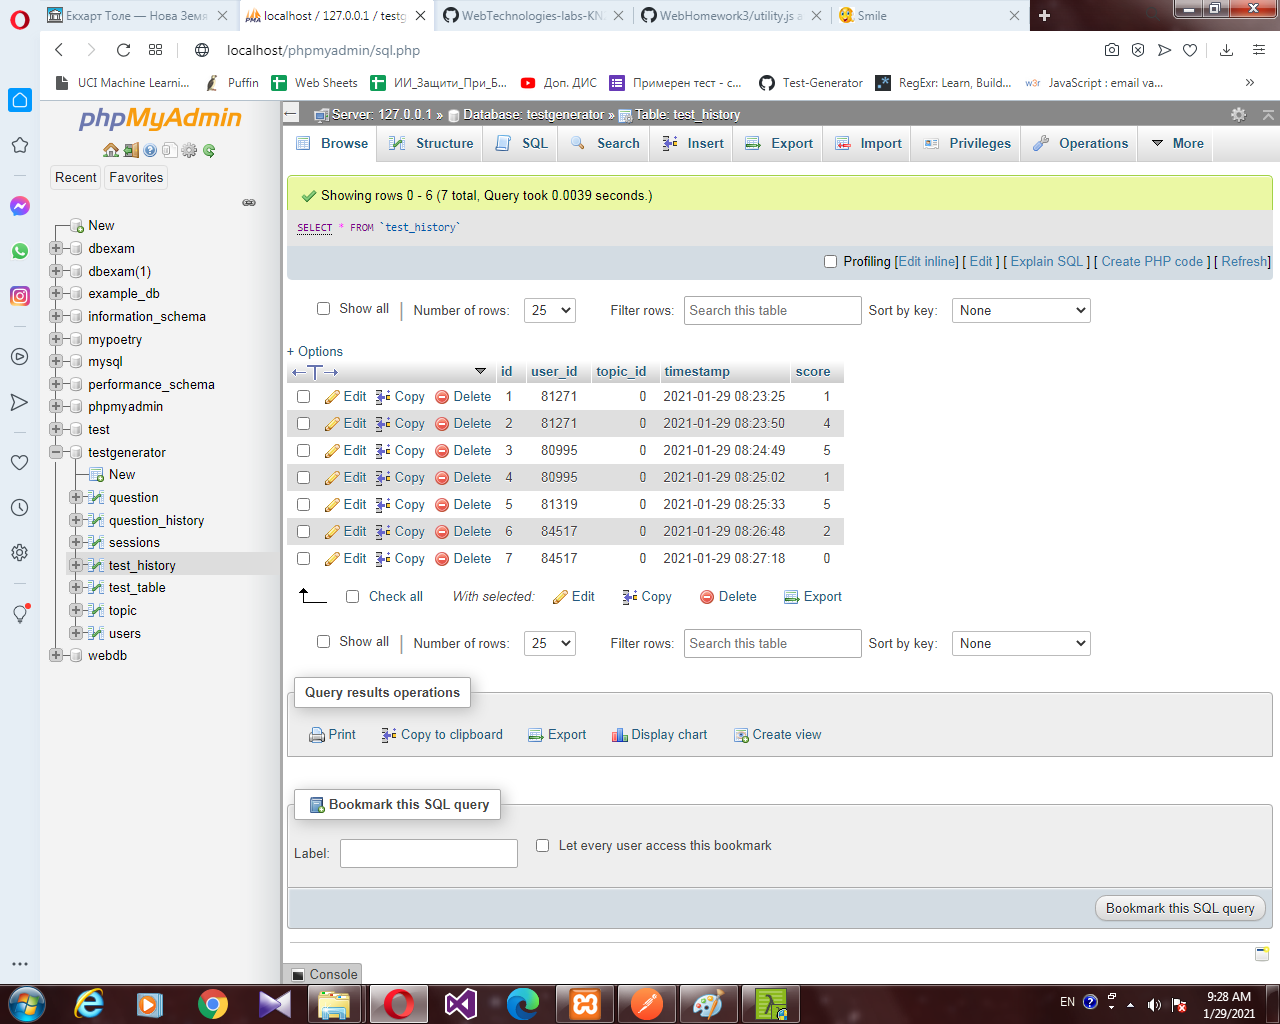 Екхарт Толе — НоваЗемя
localhost / 127.0.0.1 / testg
WebTechnologies-labs-KN
WebHomework3/utility.js a
Smile
localhost/phpmyadmin/sql.php
UCI Machine Learni...
Puffin
Web Sheets
ИИ_Защити_При_Б...
Доп. ДИС
Примерен тест - с...
Test-Generator
RegExr: Learn, Build...
w3r JavaScript : email va...
»
phpMyAdmin
Recent
Favorites
New
dbexam
dbexam(1)
example_db
information_schema
mypoetry
mysql
performance_schema
phpmyadmin
test
testgenerator
New
question
question_history
sessions
test_history
test_table
topic
users
webdb
Server: 127.0.0.1 » Database: testgenerator » Table: test_history
Browse Structure SQL Search Insert Export Import Privileges Operations More
Showing rows 0 - 6 (7 total, Query took 0.0039 seconds.)
SELECT * FROM `test_history`
Profiling [Edit inline] [ Edit ] [ Explain SQL ] [ Create PHP code ] [ Refresh]
Show all | Number of rows: 25 Filter rows: Search this table Sort by key: None
+ Options
←T→ id user_id topic_id timestamp score
Edit Copy Delete 1 81271 0 2021-01-29 08:23:25 1
Edit Copy Delete 2 81271 0 2021-01-29 08:23:50 4
Edit Copy Delete 3 80995 0 2021-01-29 08:24:49 5
Edit Copy Delete 4 80995 0 2021-01-29 08:25:02 1
Edit Copy Delete 5 81319 0 2021-01-29 08:25:33 5
Edit Copy Delete 6 84517 0 2021-01-29 08:26:48 2
Edit Copy Delete 7 84517 0 2021-01-29 08:27:18 0
Check all With selected: Edit Copy Delete Export
Show all | Number of rows: 25 Filter rows: Search this table Sort by key: None
Query results operations
Print Copy to clipboard Export Display chart Create view
Bookmark this SQL query
Label:
Let every user access this bookmark
Bookmark this SQL query
Console
EN
9:28 AM
1/29/2021